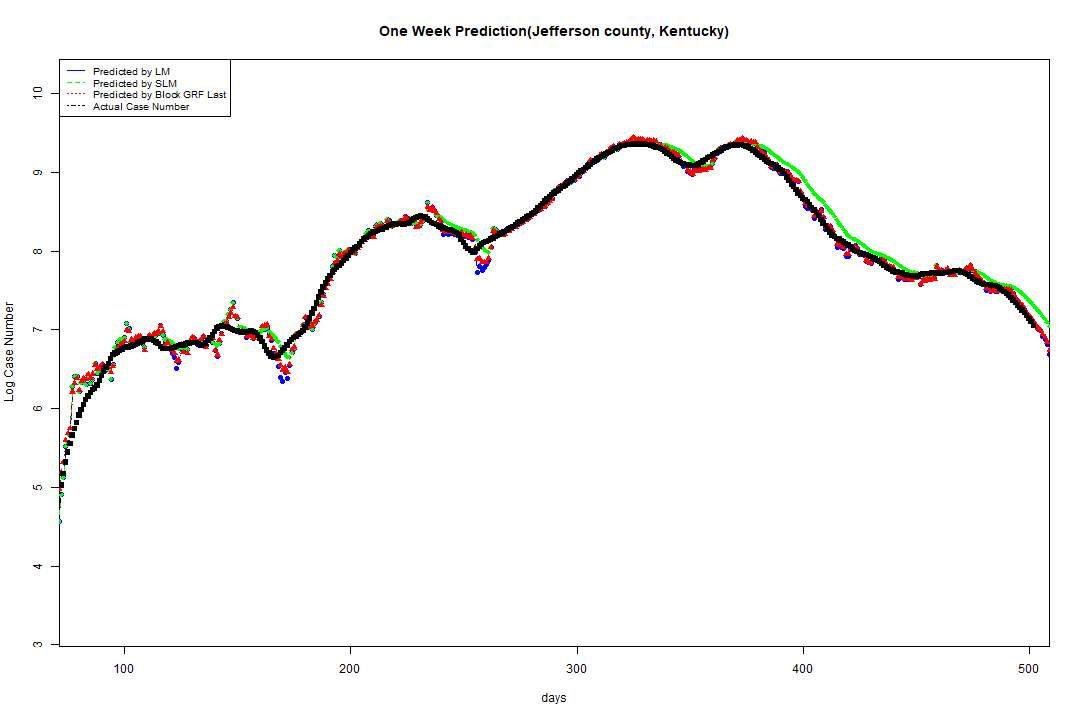 One Week Prediction(Jefferson county, Kentucky)
Predicted by LM
Predicted by SLM
Predicted by Block GRF Last
Actual Case Number
10
9
8
7
6
5
4
3
Log Case Number
100 200 300 400 500
days